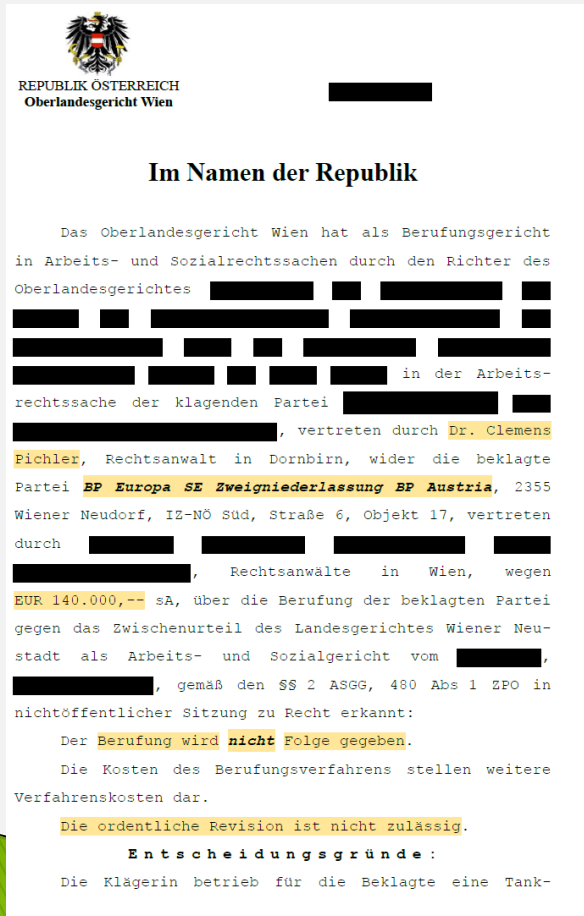 REPUBLIK ÖSTERREICH
Oberlandesgericht Wien
Im Namen der Republik
Das Oberlandesgericht Wien hat als Berufungsgericht
in Arbeits- und Sozialrechtssachen durch den Richter des
Oberlandesgerichtes
in der Arbeits-
rechtssache der klagenden Partei
, vertreten durch Dr. Clemens
Pichler, Rechtsanwalt in Dornbirn, wider die beklagte
Partei BP Europa SE Zweigniederlassung BP Austria, 2355
Wiener Neudorf, IZ-NÖ Süd, Straße 6, Objekt 17, vertreten
durch
, Rechtsanwälte in Wien, wegen
EUR 140.000,-- sA, über die Berufung der beklagten Partei
gegen das Zwischenurteil des Landesgerichtes Wiener Neu-
stadt als Arbeits- und Sozialgericht vom ,
, gemäß den §§ 2 ASGG, 480 Abs 1 ZPO in
nichtöffentlicher Sitzung zu Recht erkannt:
Der Berufung wird nicht Folge gegeben.
Die Kosten des Berufungsverfahrens stellen weitere
Verfahrenskosten dar.
Die ordentliche Revision ist nicht zulässig.
Entscheidungsgründe:
Die Klägerin betrieb für die Beklagte eine Tank-